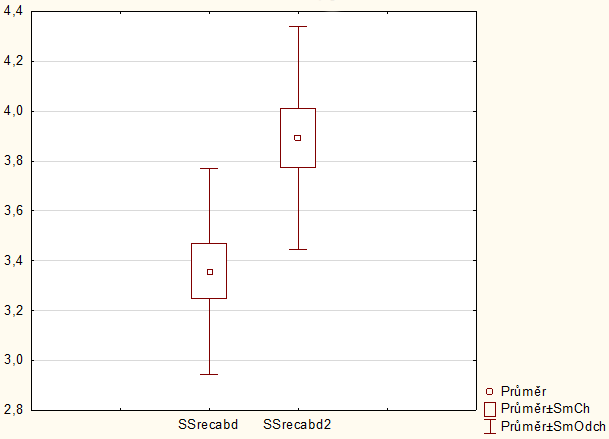 4,4
4,2
4,0
3,8
3,6
3,4
3,2
3,0
2,8
SSrecabd SSrecabd2
Průměr
Průměr±SmCh
Průměr±SmOdch